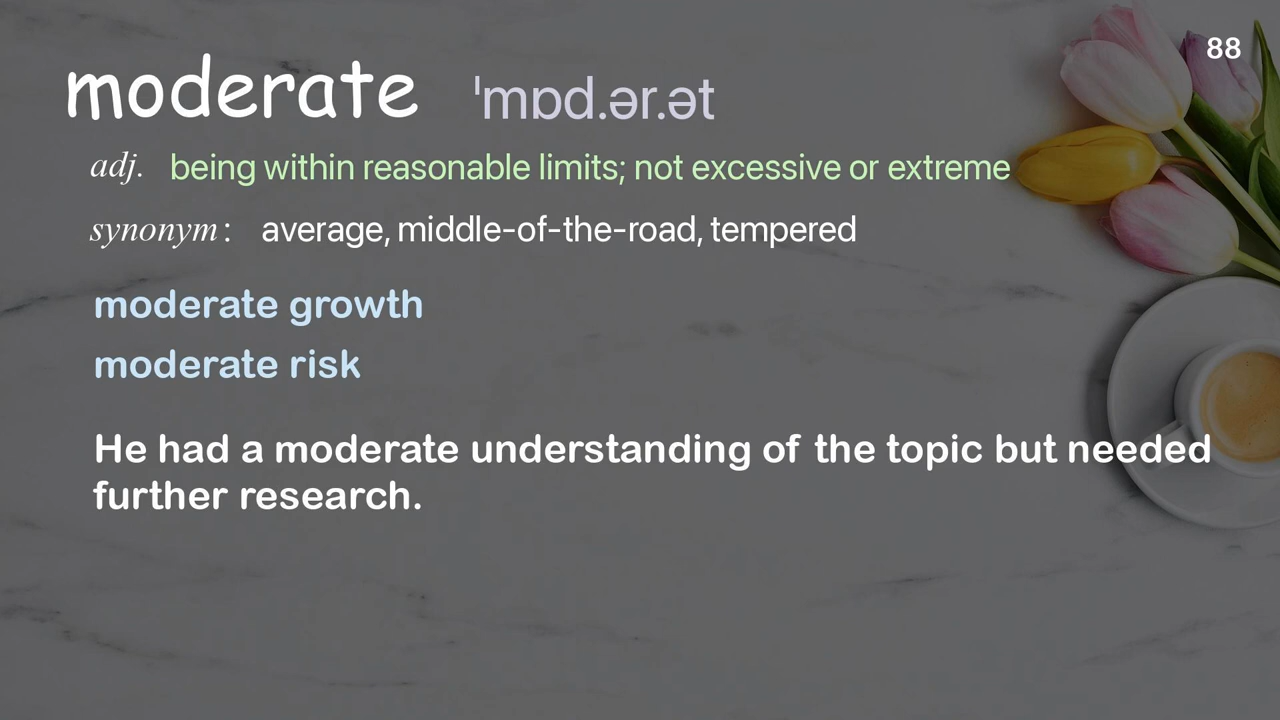 88
moderate ˈmɒd.ər.ət
adj. being within reasonable limits; not excessive or extreme
synonym: average, middle-of-the-road, tempered
moderate growth
moderate risk
He had a moderate understanding of the topic but needed
further research.